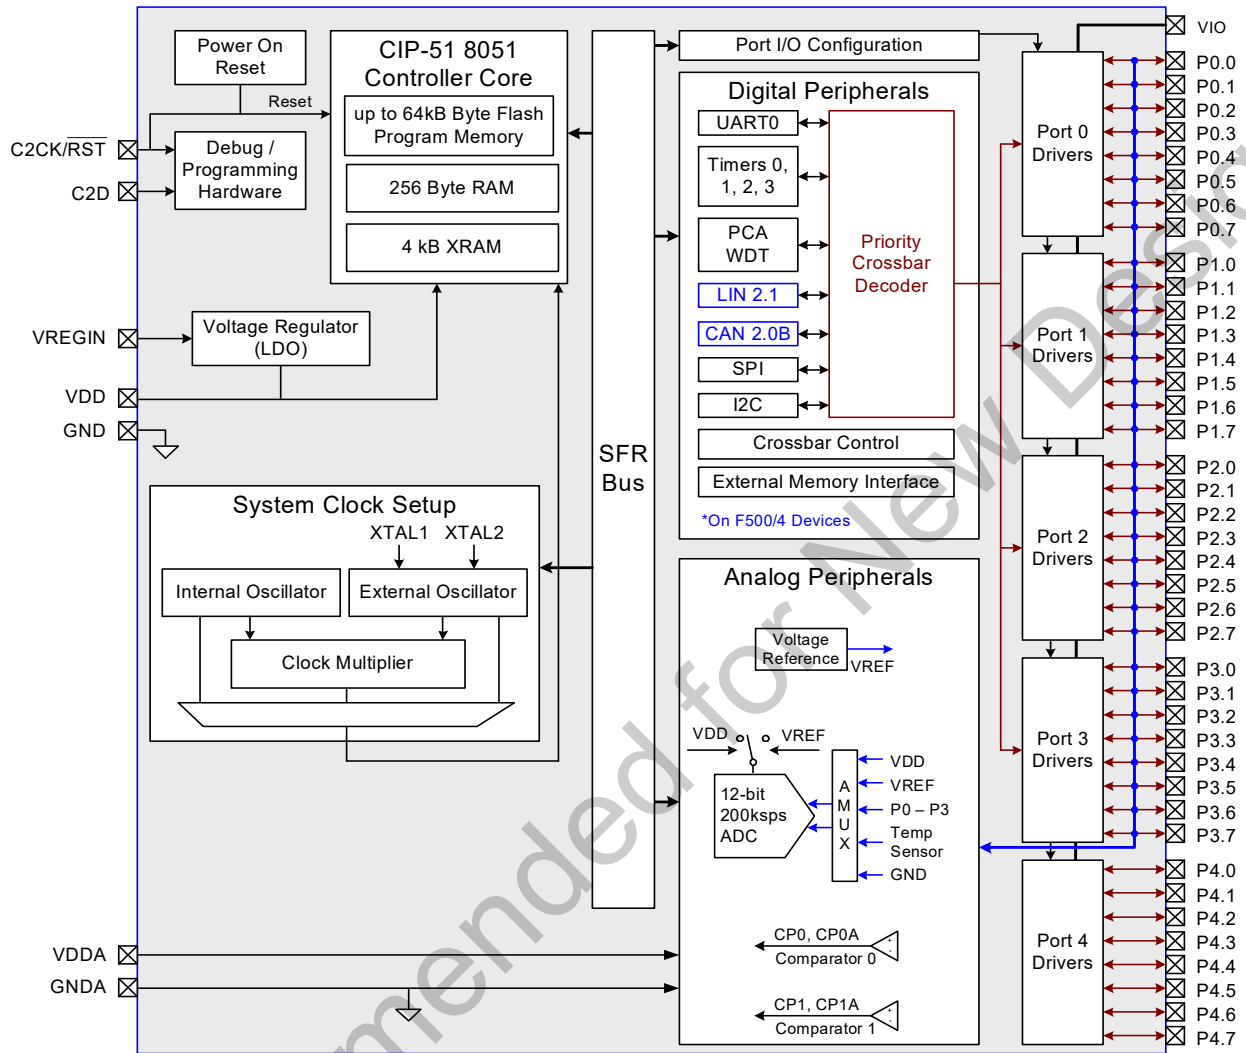 VIO
Power On
Reset
Reset
C2CK/RST
C2D
Debug /
Programming
Hardware
CIP-51 8051
Controller Core
up to 64kB Byte Flash
Program Memory
256 Byte RAM
4 kB XRAM
VREGIN
Voltage Regulator
(LDO)
VDD
GND
System Clock Setup
XTAL1 XTAL2
Internal Oscillator
External Oscillator
Clock Multiplier
VDDA
GNDA
SFR
Bus
Port I/O Configuration
Digital Peripherals
UART0
Timers 0,
1, 2, 3
PCA
WDT
LIN 2.1
CAN 2.0B
SPI
I2C
Priority
Crossbar
Decoder
Crossbar Control
External Memory Interface
*On F500/4 Devices
Analog Peripherals
Voltage
Reference
VREF
VDD
VREF
12-bit
200ksps
ADC
A
M
U
X
VDD
VREF
P0 – P3
Temp
Sensor
GND
CP0, CP0A
Comparator 0
+
-
CP1, CP1A
Comparator 1
+
-
Port 0
Drivers
Port 1
Drivers
Port 2
Drivers
Port 3
Drivers
Port 4
Drivers
P0.0
P0.1
P0.2
P0.3
P0.4
P0.5
P0.6
P0.7
P1.0
P1.1
P1.2
P1.3
P1.4
P1.5
P1.6
P1.7
P2.0
P2.1
P2.2
P2.3
P2.4
P2.5
P2.6
P2.7
P3.0
P3.1
P3.2
P3.3
P3.4
P3.5
P3.6
P3.7
P4.0
P4.1
P4.2
P4.3
P4.4
P4.5
P4.6
P4.7
mended for New Desig